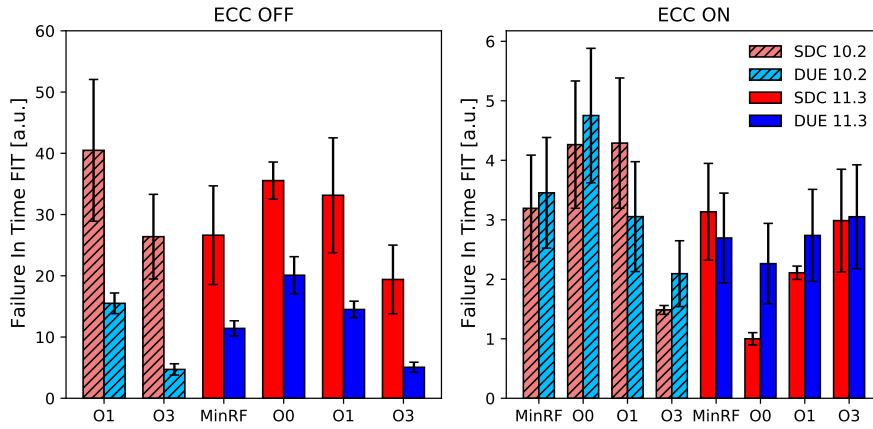 ECC OFF
Failure In Time FIT [a.u.]
60
50
40
30
20
10
0
O1 O3 MinRF O0 O1 O3
ECC ON
Failure In Time FIT [a.u.]
6
5
4
3
2
1
0
SDC 10.2
DUE 10.2
SDC 11.3
DUE 11.3
MinRF O0 O1 O3 MinRF O0 O1 O3